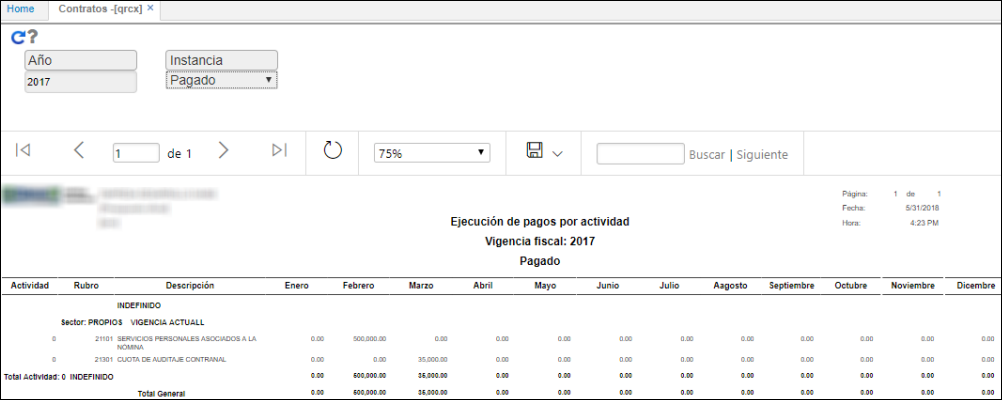 Home Contratos -[qrcx] ×
?
Año Instancia
2017 Pagado
1 de 1 75% Buscar | Siguiente
Página: 1 de 1
Fecha: 5/31/2018
Hora: 4:23 PM
Ejecución de pagos por actividad
Vigencia fiscal: 2017
Pagado
Actividad Rubro Descripción Enero Febrero Marzo Abril Mayo Junio Julio Aagosto Septiembre Octubre Noviembre Dicembre
INDEFINIDO
Sector: PROPIOS VIGENCIA ACTUALL
0 21101 SERVICIOS PERSONALES ASOCIADOS A LA NÓMINA 0.00 500,000.00 0.00 0.00 0.00 0.00 0.00 0.00 0.00 0.00 0.00 0.00
0 21301 CUOTA DE AUDITAJE CONTRANAL 0.00 0.00 35,000.00 0.00 0.00 0.00 0.00 0.00 0.00 0.00 0.00 0.00
Total Actividad: 0 INDEFINIDO 0.00 500,000.00 35,000.00 0.00 0.00 0.00 0.00 0.00 0.00 0.00 0.00 0.00
Total General 0.00 500,000.00 35,000.00 0.00 0.00 0.00 0.00 0.00 0.00 0.00 0.00 0.00